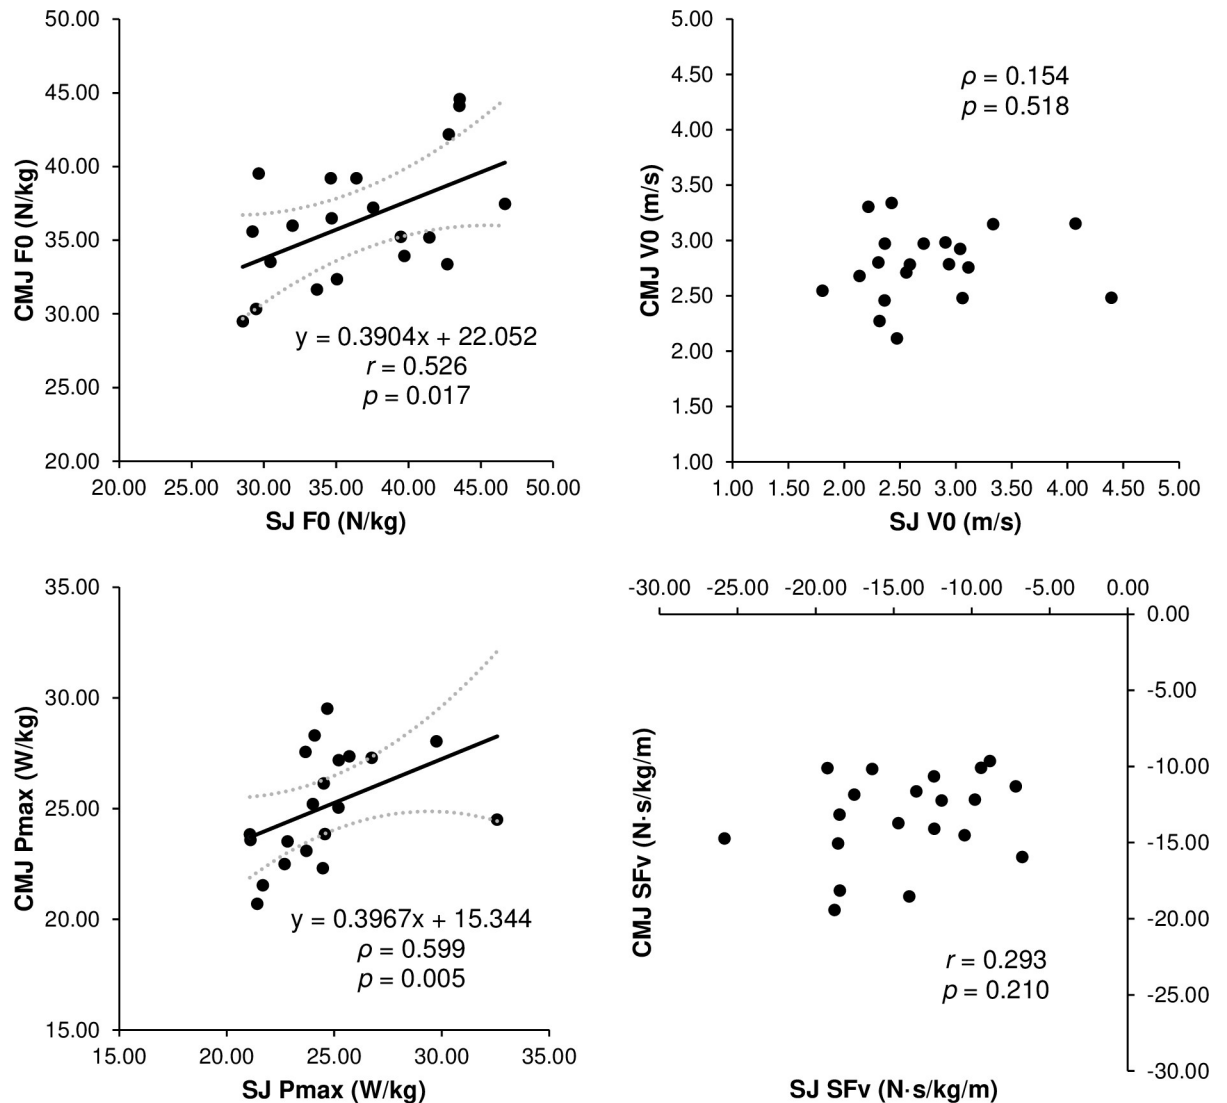 50.00
45.00
40.00
35.00
30.00
25.00
20.00
CMJ F0 (N/kg)
y = 0.3904x + 22.052
r = 0.526
p = 0.017
20.00 25.00 30.00 35.00 40.00 45.00 50.00
SJ F0 (N/kg)
5.00
4.50
4.00
3.50
3.00
2.50
2.00
1.50
1.00
CMJ V0 (m/s)
ρ = 0.154
p = 0.518
1.00 1.50 2.00 2.50 3.00 3.50 4.00 4.50 5.00
SJ V0 (m/s)
35.00
30.00
25.00
20.00
15.00
CMJ Pmax (W/kg)
y = 0.3967x + 15.344
ρ = 0.599
p = 0.005
15.00 20.00 25.00 30.00 35.00
SJ Pmax (W/kg)
-30.00 -25.00 -20.00 -15.00 -10.00 -5.00 0.00
0.00
-5.00
-10.00
-15.00
-20.00
-25.00
-30.00
CMJ SFv (N·s/kg/m)
r = 0.293
p = 0.210
SJ SFv (N·s/kg/m)